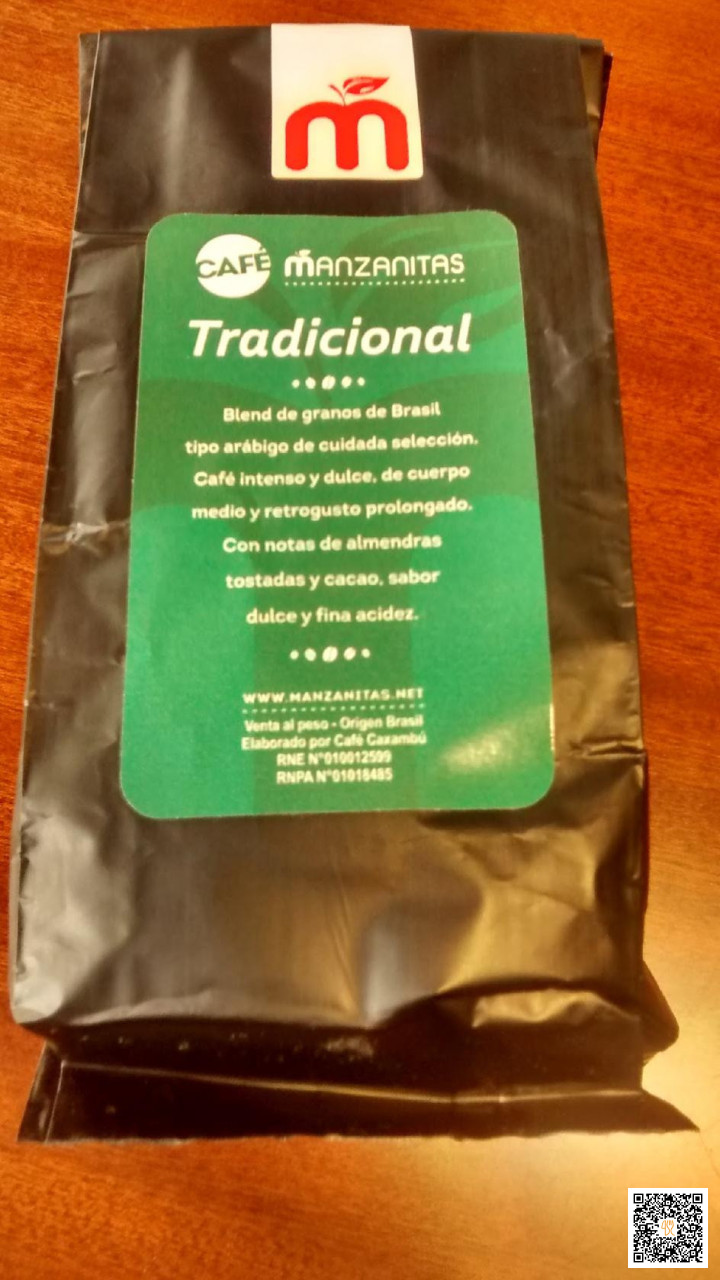 m
CAFÉ MANZANITAS
Tradicional
Blend de granos de Brasil
tipo arábigo de cuidada selección.
Café intenso y dulce, de cuerpo
medio y retrogusto prolongado.
Con notas de almendras
tostadas y cacao, sabor
dulce y fina acidez.
WWW.MANZANITAS.NET
Venta al peso - Origen Brasil
Elaborado por Café Caxambú
RNE N°010012599
RNPA N°01018485